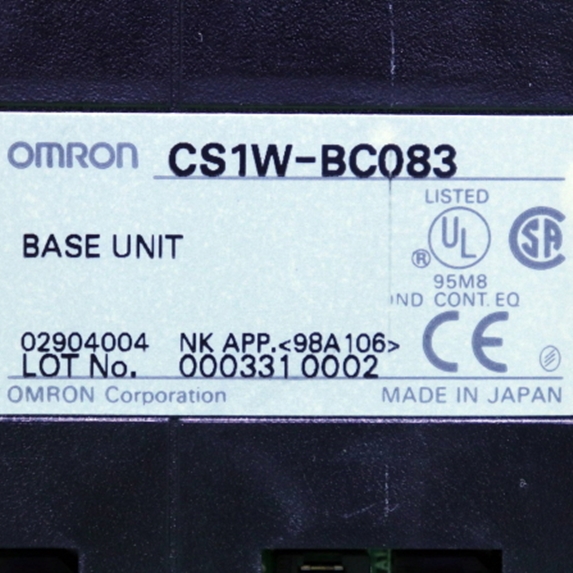 OMRON CS1W-BC083
LISTED
UL
®
SA
BASE UNIT
95M8
IND CONT. EQ
02904004 NK APP.<98A106>
CE
LOT No. 000331 0002
OMRON Corporation MADE IN JAPAN